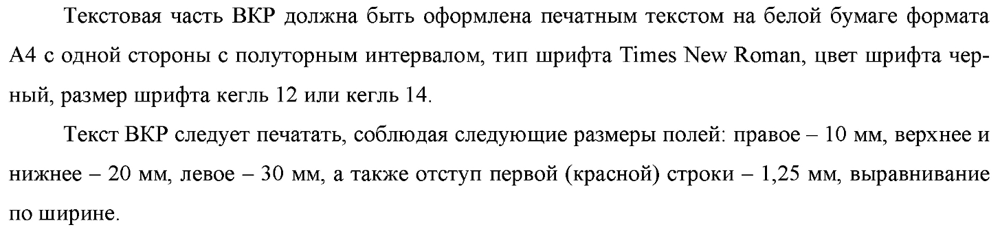 Текстовая часть ВКР должна быть оформлена печатным текстом на белой бумаге формата
А4 с одной стороны с полуторным интервалом, тип шрифта Times New Roman, цвет шрифта чер-
ный, размер шрифта кегль 12 или кегль 14.
Текст ВКР следует печатать, соблюдая следующие размеры полей: правое – 10 мм, верхнее и
нижнее – 20 мм, левое – 30 мм, а также отступ первой (красной) строки – 1,25 мм, выравнивание
по ширине.